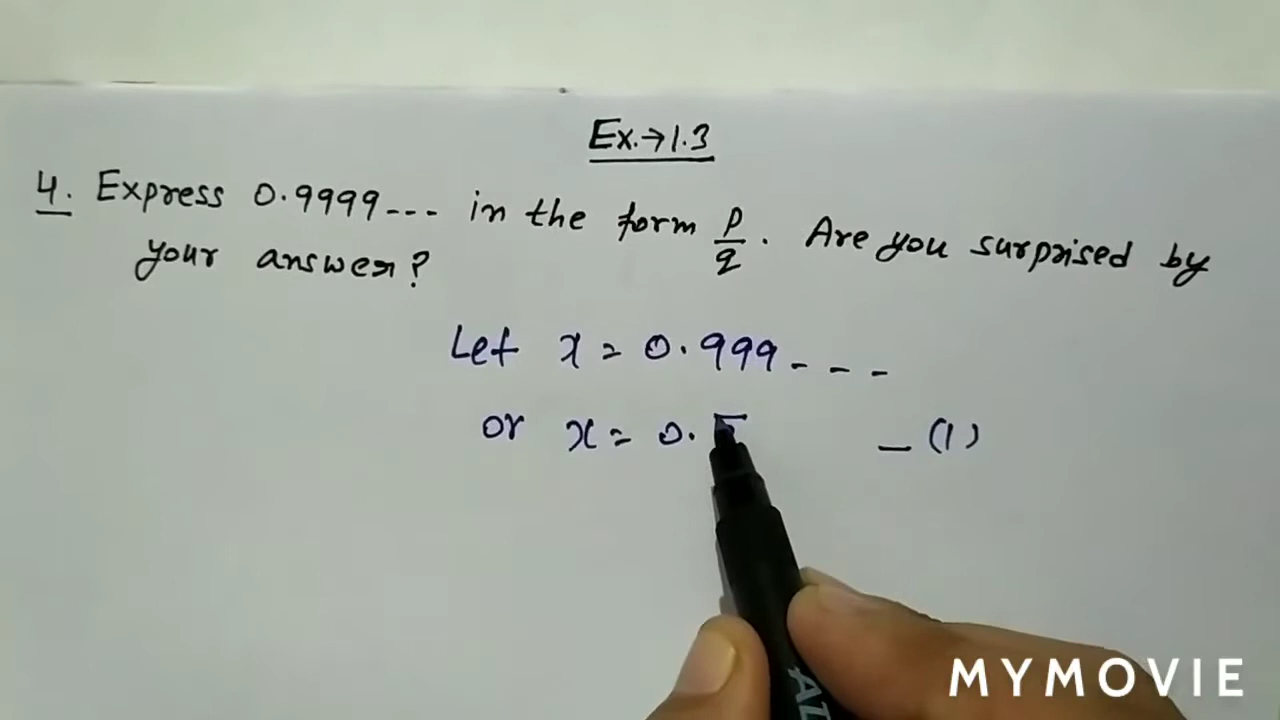 Ex.→1.3
4. Express 0.9999--- in the form p/q. Are you surprised by
your answer?
Let x = 0.999---
or x = 0. _ (1)
MYMOVIE